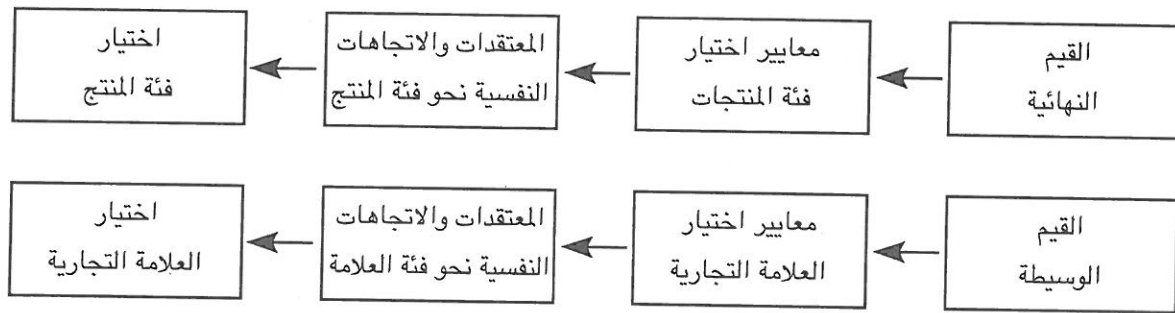 القيم
النهائية
معايير اختيار
فئة المنتجات
المعتقدات والاتجاهات
النفسية نحو فئة المنتج
اختيار
فئة المنتج
القيم
الوسيطة
معايير اختيار
العلامة التجارية
المعتقدات والاتجاهات
النفسية نحو فئة العلامة
اختيار
العلامة التجارية